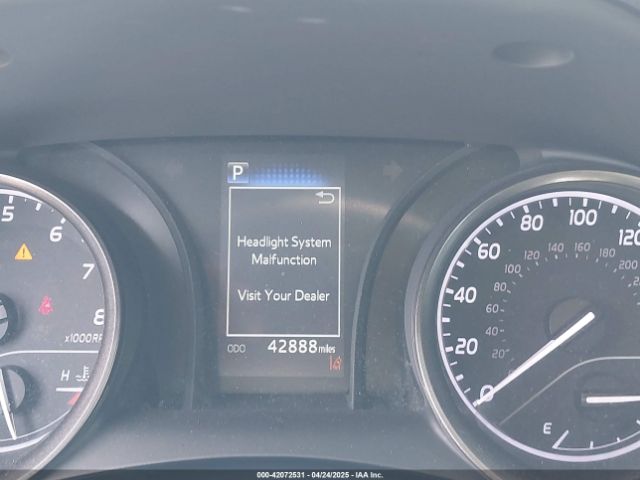 P
Headlight System
Malfunction
Visit Your Dealer
ODO 42888 miles
5 6 7 8
x1000R
H
0 20 40 60 80 100 120
20 40 60 80 100 120 140 160 180 200
E
000-42072531 - 04/24/2025 - IAA Inc.